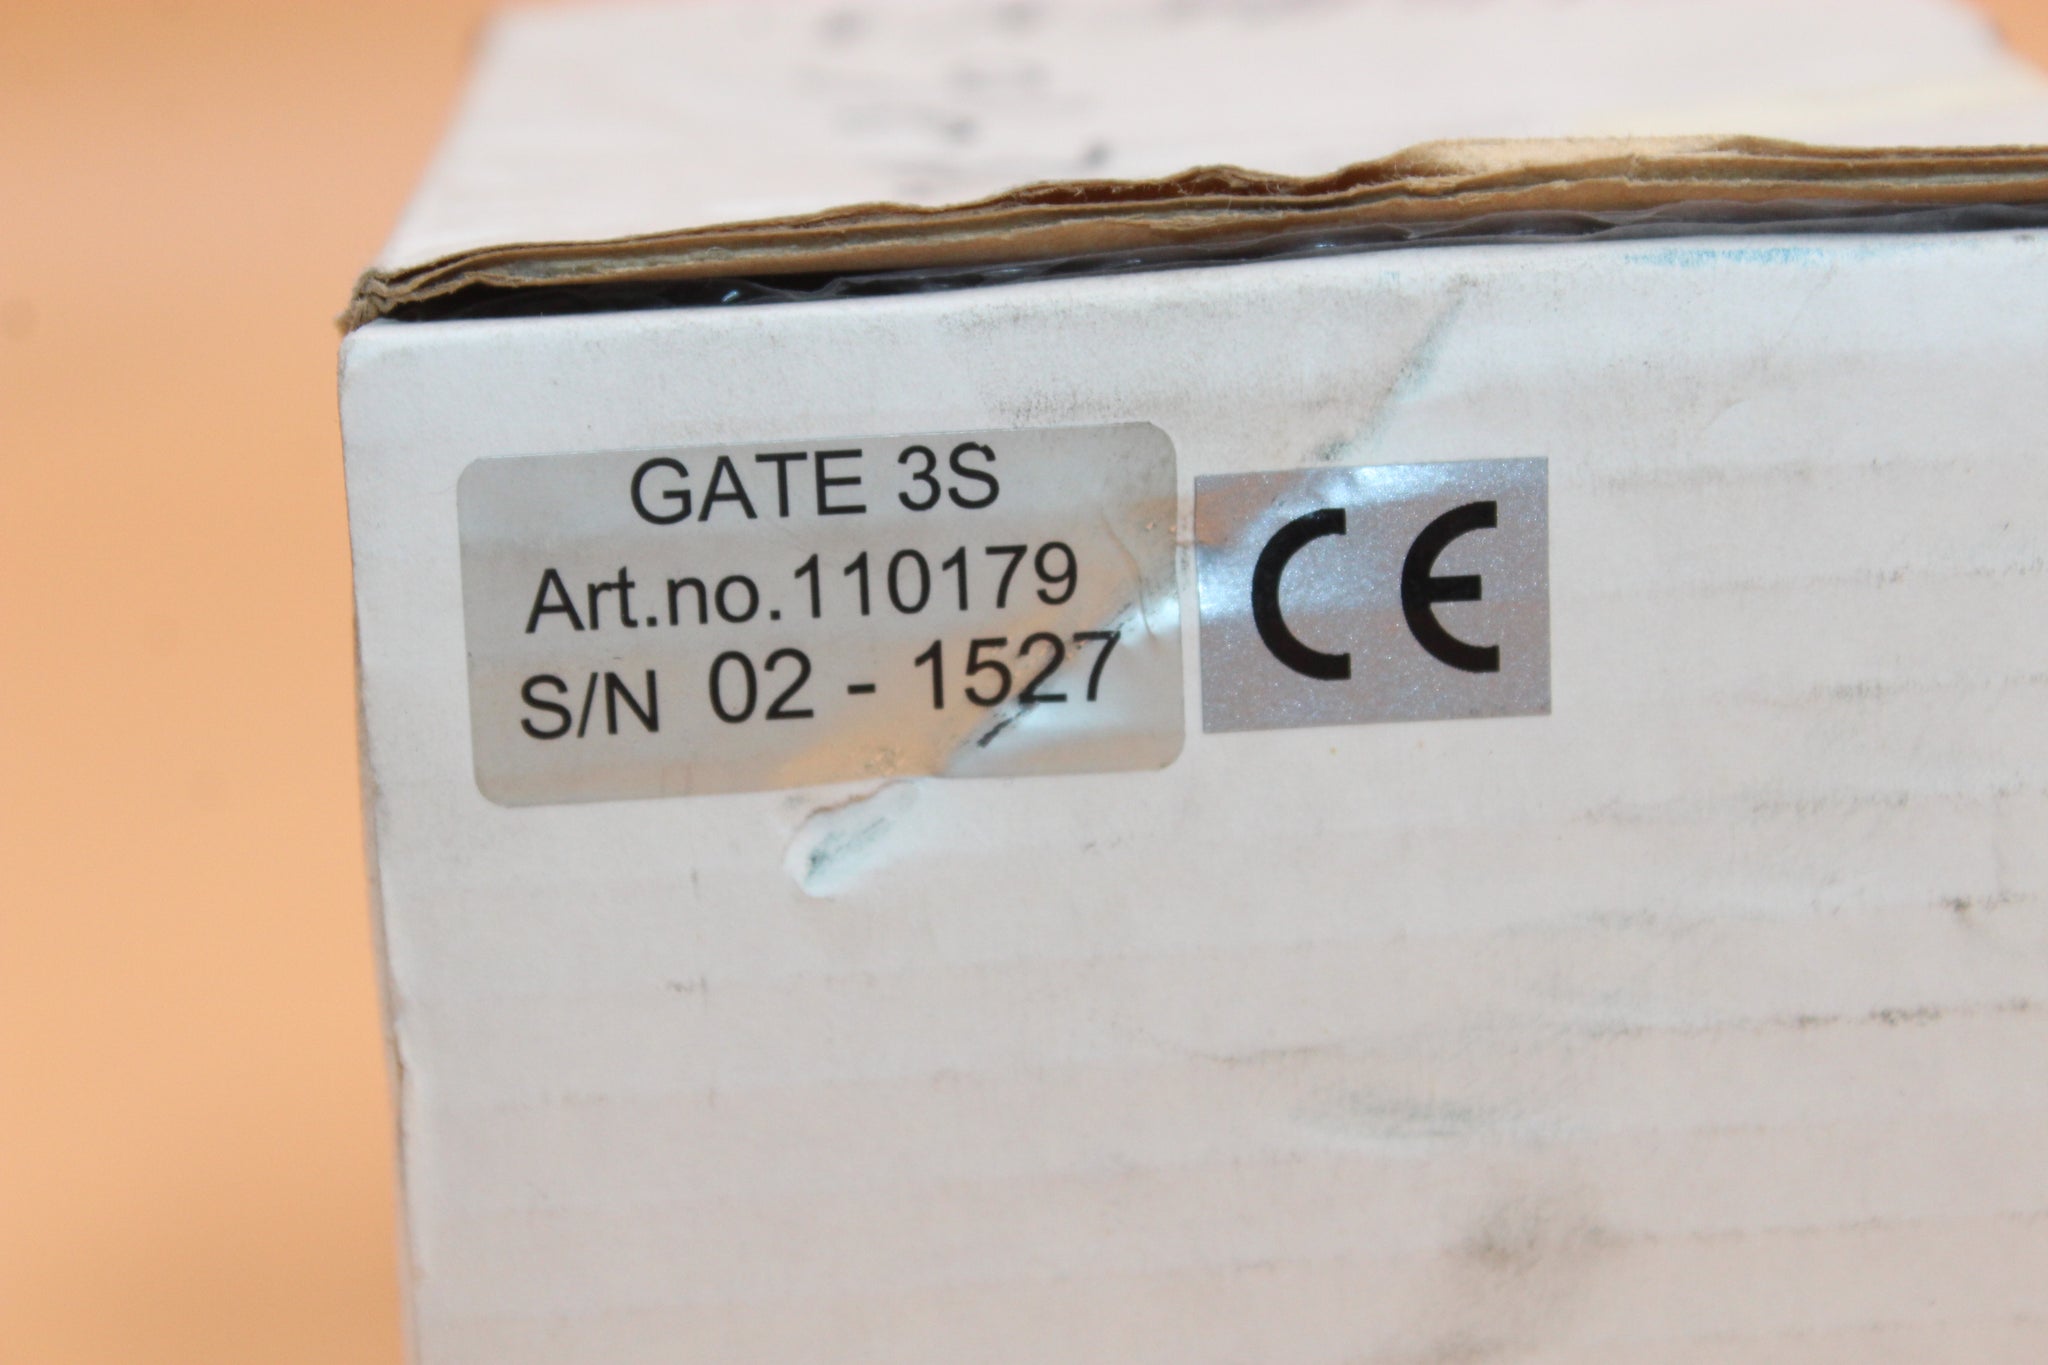 GATE 3S
Art.no.110179
S/N 02 - 1527
CE